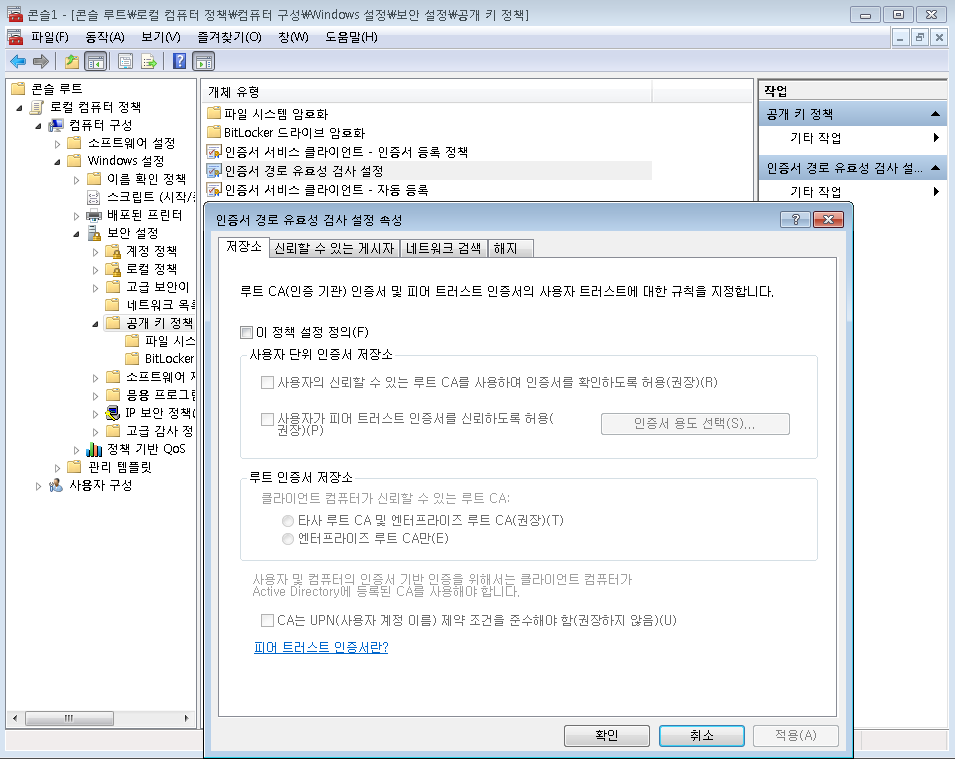 콘솔1 - [콘솔 루트₩로컬 컴퓨터 정책₩컴퓨터 구성₩Windows 설정₩보안 설정₩공개 키 정책]
파일(F) 동작(A) 보기(V) 즐겨찾기(O) 창(W) 도움말(H)
콘솔 루트
로컬 컴퓨터 정책
컴퓨터 구성
소프트웨어 설정
Windows 설정
이름 확인 정책
스크립트 (시작/
배포된 프린터
보안 설정
계정 정책
로컬 정책
고급 보안이
네트워크 목
공개 키 정책
파일 시스
BitLocker
소프트웨어
응용 프로그
IP 보안 정책(
고급 감사 정
정책 기반 QoS
관리 템플릿
사용자 구성
개체 유형
파일 시스템 암호화
BitLocker 드라이브 암호화
인증서 서비스 클라이언트 - 인증서 등록 정책
인증서 경로 유효성 검사 설정
인증서 서비스 클라이언트 - 자동 등록
작업
공개 키 정책
기타 작업
인증서 경로 유효성 검사 설...
기타 작업
인증서 경로 유효성 검사 설정 속성
저장소 신뢰할 수 있는 게시자 네트워크 검색 해지
루트 CA(인증 기관) 인증서 및 피어 트러스트 인증서의 사용자 트러스트에 대한 규칙을 지정합니다.
이 정책 설정 정의(F)
사용자 단위 인증서 저장소
사용자의 신뢰할 수 있는 루트 CA를 사용하여 인증서를 확인하도록 허용(권장)(R)
사용자가 피어 트러스트 인증서를 신뢰하도록 허용(
권장)(P)
인증서 용도 선택(S)...
루트 인증서 저장소
클라이언트 컴퓨터가 신뢰할 수 있는 루트 CA:
타사 루트 CA 및 엔터프라이즈 루트 CA(권장)(T)
엔터프라이즈 루트 CA만(E)
사용자 및 컴퓨터의 인증서 기반 인증을 위해서는 클라이언트 컴퓨터가
Active Directory에 등록된 CA를 사용해야 합니다.
CA는 UPN(사용자 계정 이름) 제약 조건을 준수해야 함(권장하지 않음)(U)
피어 트러스트 인증서란?
확인 취소 적용(A)